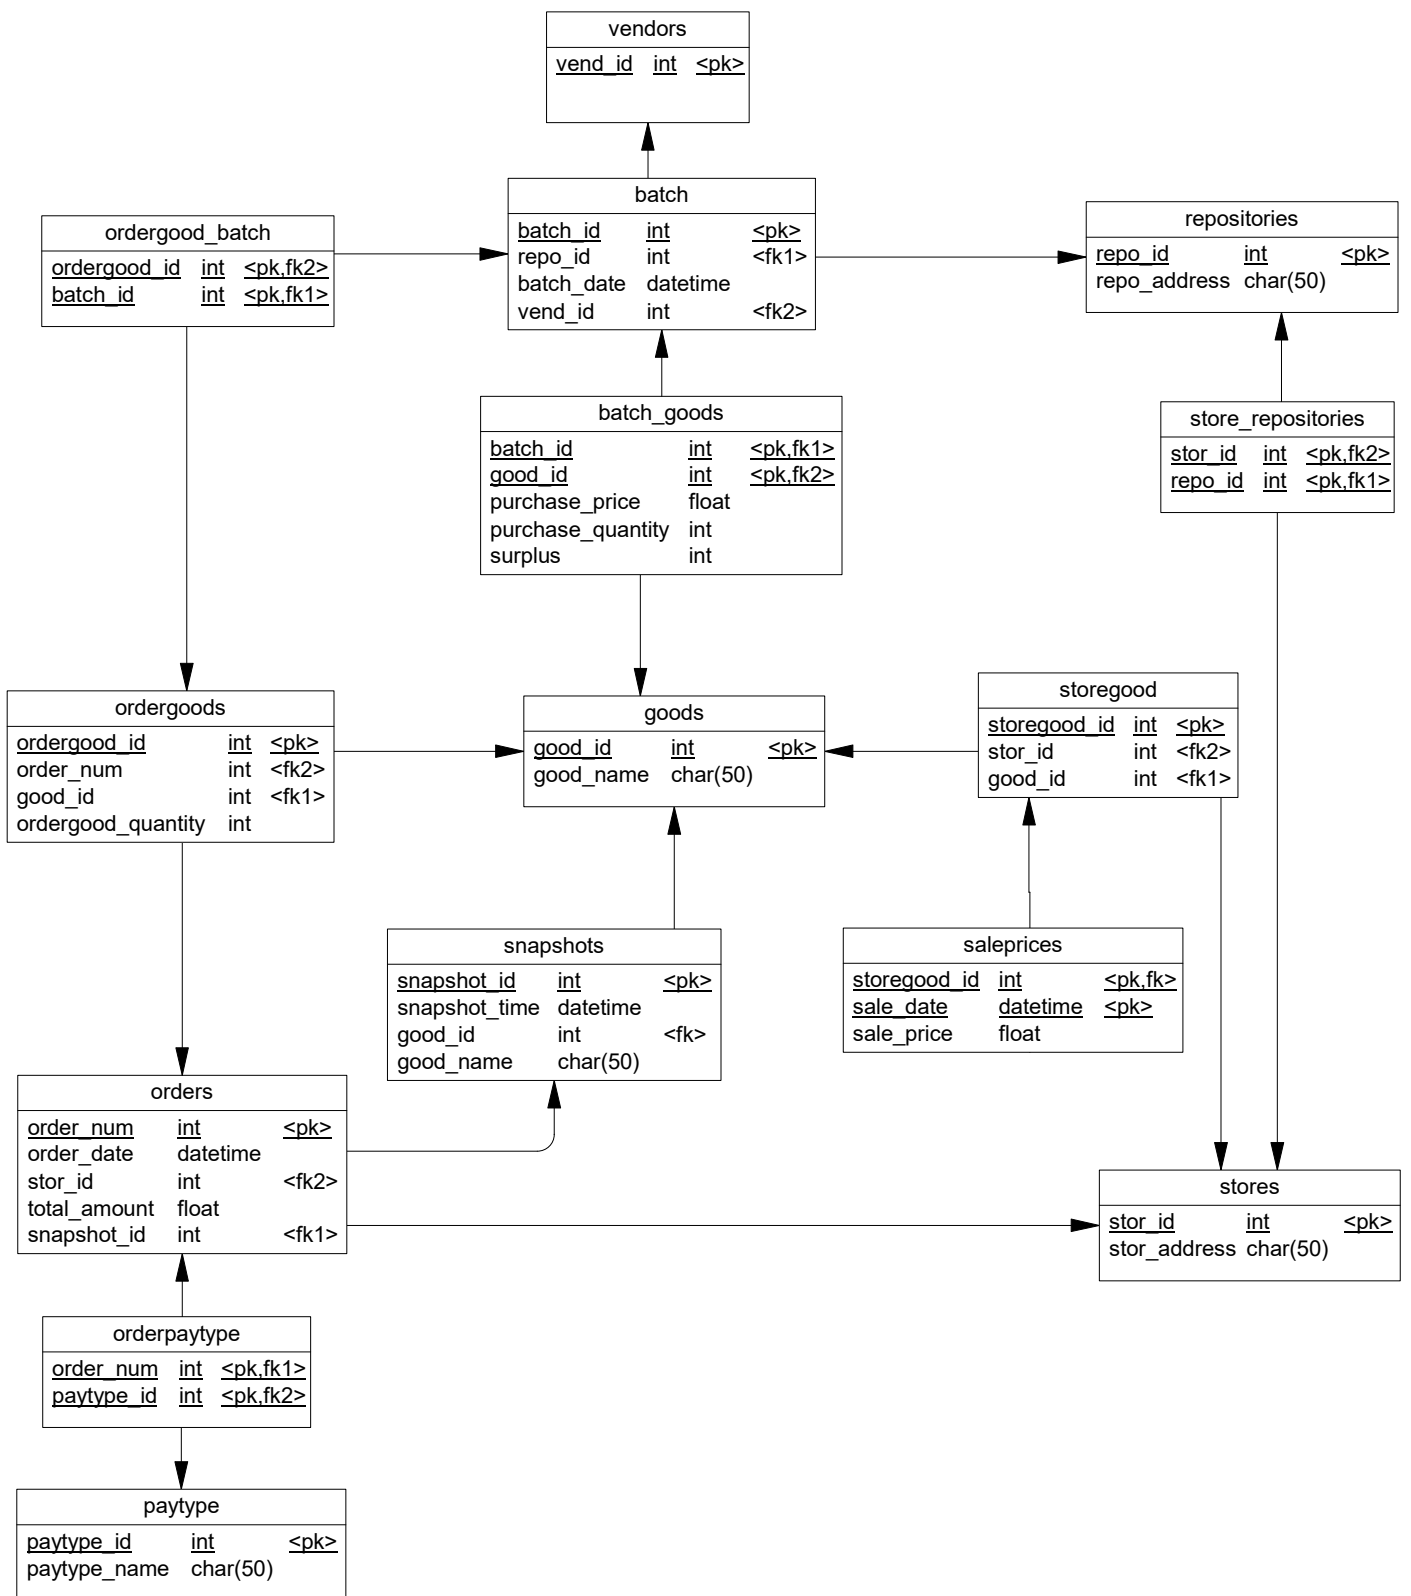 vendors
vend_id int <pk>
batch
batch_id int <pk>
repo_id int <fk1>
batch_date datetime
vend_id int <fk2>
ordergood_batch
ordergood_id int <pk,fk2>
batch_id int <pk,fk1>
repositories
repo_id int <pk>
repo_address char(50)
batch_goods
batch_id int <pk,fk1>
good_id int <pk,fk2>
purchase_price float
purchase_quantity int
surplus int
store_repositories
stor_id int <pk,fk2>
repo_id int <pk,fk1>
ordergoods
ordergood_id int <pk>
order_num int <fk2>
good_id int <fk1>
ordergood_quantity int
goods
good_id int <pk>
good_name char(50)
storegood
storegood_id int <pk>
stor_id int <fk2>
good_id int <fk1>
snapshots
snapshot_id int <pk>
snapshot_time datetime
good_id int <fk>
good_name char(50)
saleprices
storegood_id int <pk,fk>
sale_date datetime <pk>
sale_price float
orders
order_num int <pk>
order_date datetime
stor_id int <fk2>
total_amount float
snapshot_id int <fk1>
stores
stor_id int <pk>
stor_address char(50)
orderpaytype
order_num int <pk,fk1>
paytype_id int <pk,fk2>
paytype
paytype_id int <pk>
paytype_name char(50)